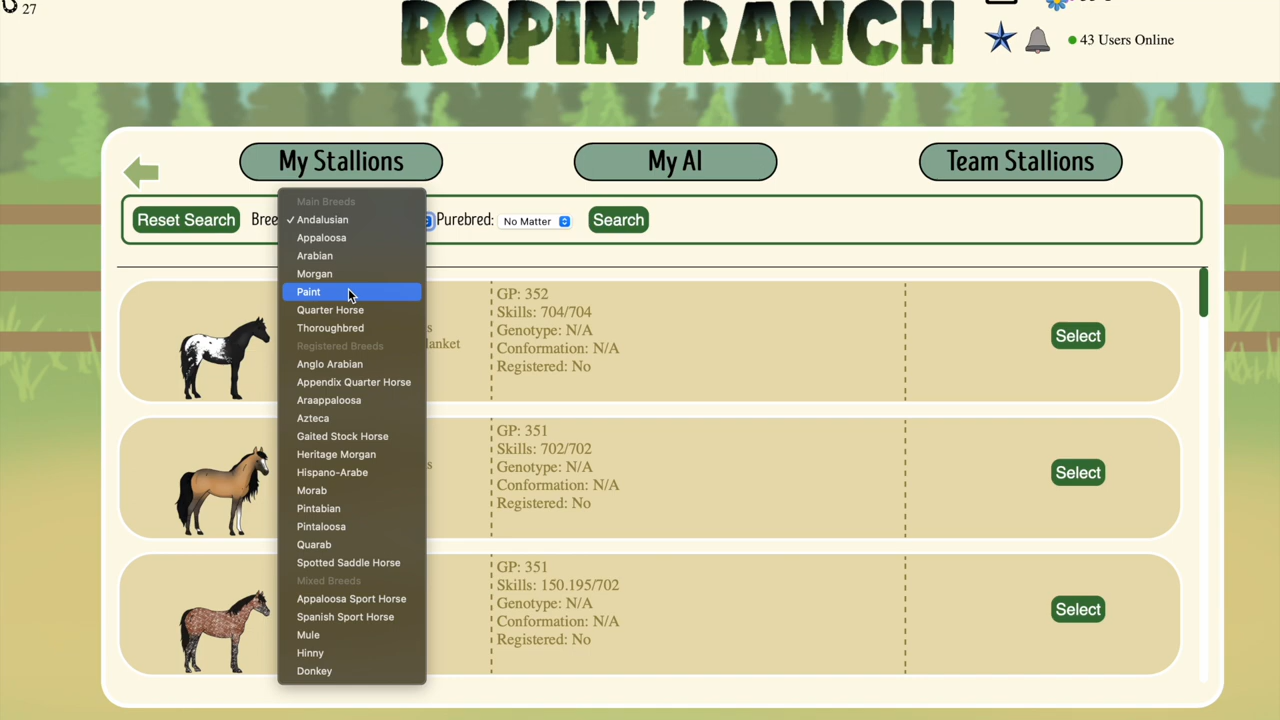 27
ROPIN' RANCH
43 Users Online
My Stallions
My AI
Team Stallions
Reset Search
Purebred:
No Matter
Search
Main Breeds
✓ Andalusian
Appaloosa
Arabian
Morgan
Paint
Quarter Horse
Thoroughbred
Registered Breeds
Anglo Arabian
Appendix Quarter Horse
Araappaloosa
Azteca
Gaited Stock Horse
Heritage Morgan
Hispano-Arabe
Morab
Pintabian
Pintaloosa
Quarab
Spotted Saddle Horse
Mixed Breeds
Appaloosa Sport Horse
Spanish Sport Horse
Mule
Hinny
Donkey
GP: 352
Skills: 704/704
Genotype: N/A
Conformation: N/A
Registered: No
Select
GP: 351
Skills: 702/702
Genotype: N/A
Conformation: N/A
Registered: No
Select
GP: 351
Skills: 150.195/702
Genotype: N/A
Conformation: N/A
Registered: No
Select